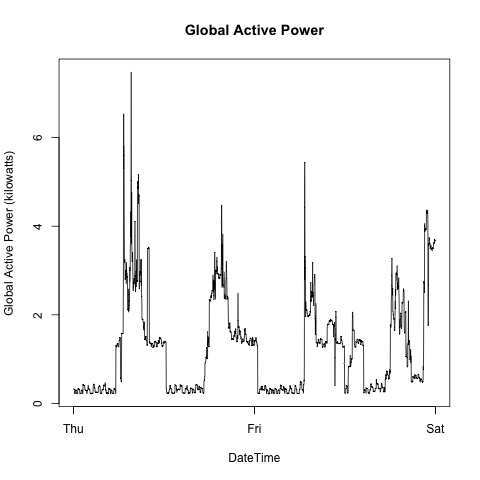 Global Active Power
Global Active Power (kilowatts)
6
4
2
0
Thu
Fri
Sat
DateTime